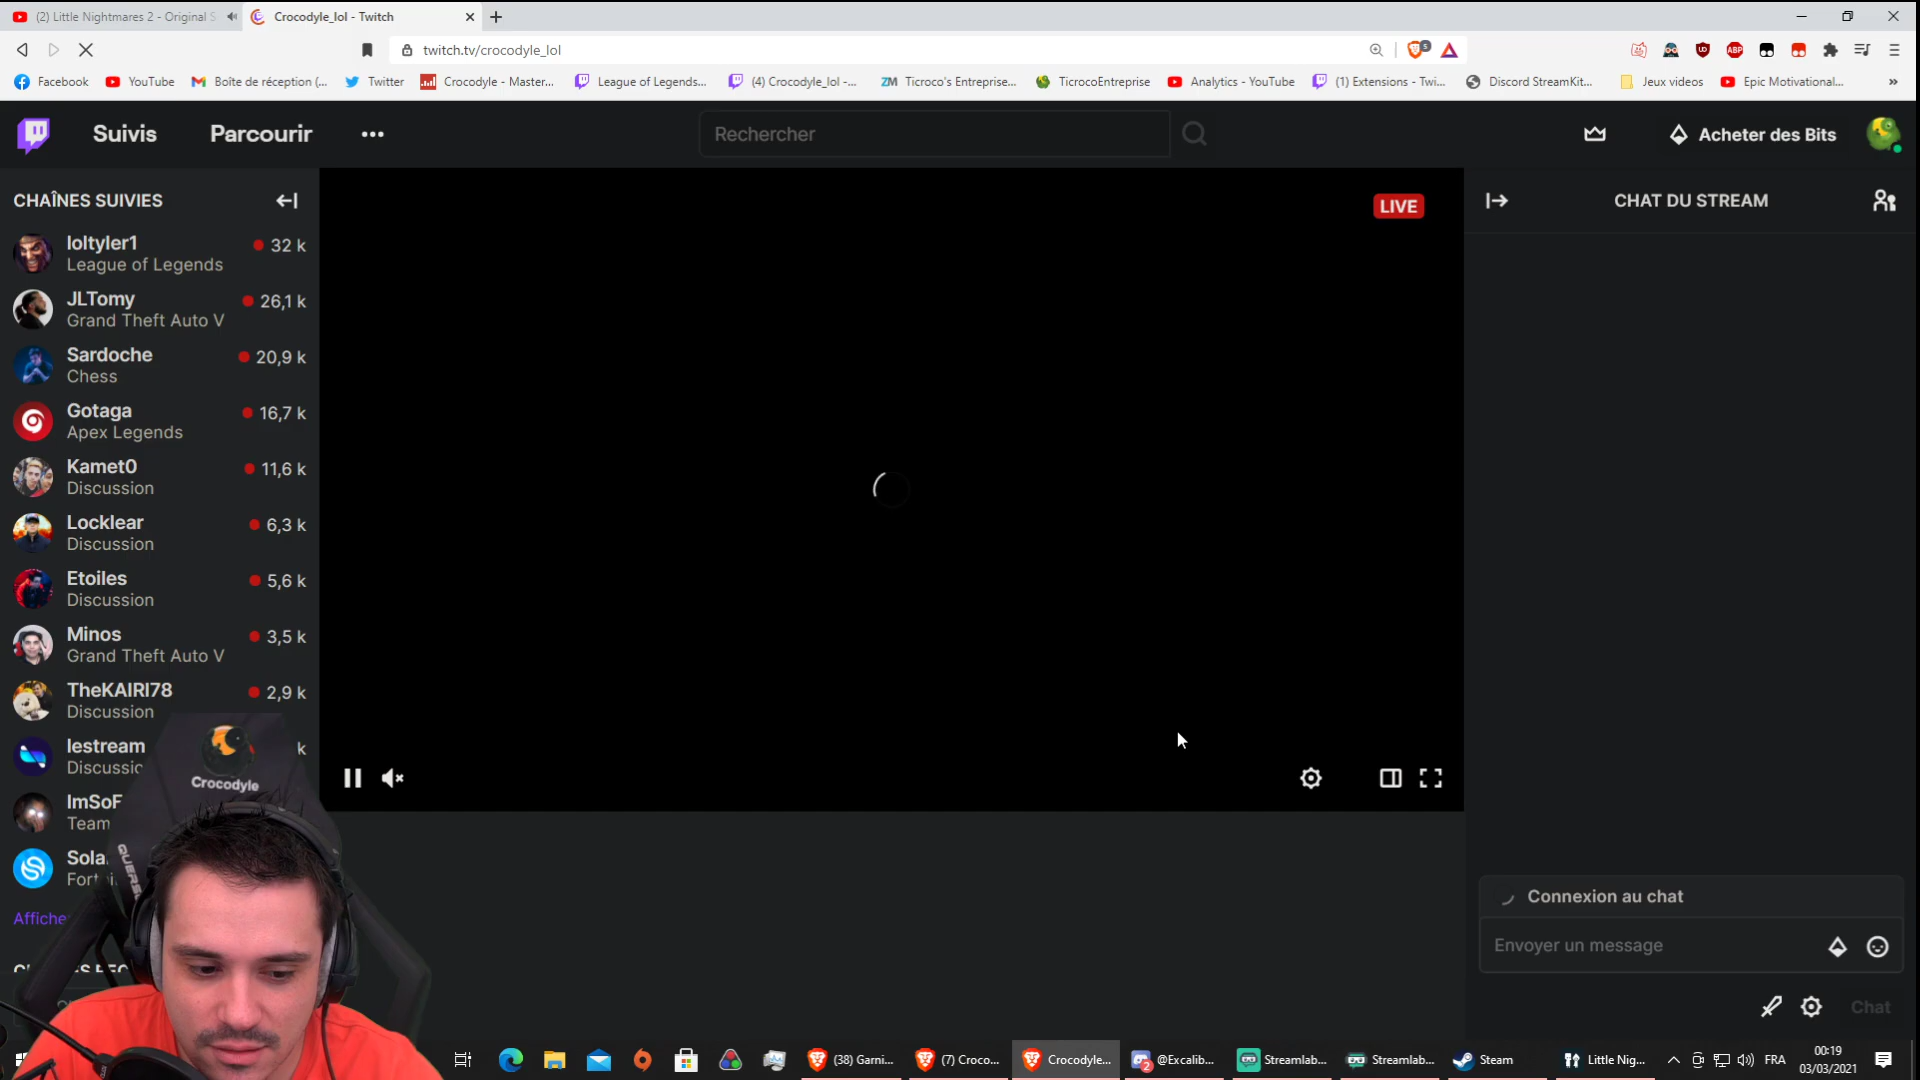 (2) Little Nightmares 2 - Original S
Crocodyle_lol - Twitch
twitch.tv/crocodyle_lol
Facebook
YouTube
Boîte de réception (...
Twitter
Crocodyle - Master...
League of Legends...
(4) Crocodyle_lol -...
ZM Ticroco's Entreprise...
TicrocoEntreprise
Analytics - YouTube
(1) Extensions - Twi...
Discord StreamKit...
Jeux videos
Epic Motivational...
Suivis
Parcourir
Rechercher
Acheter des Bits
CHAÎNES SUIVIES
loltyler1
32 k
League of Legends
JLTomy
26,1 k
Grand Theft Auto V
Sardoche
20,9 k
Chess
Gotaga
16,7 k
Apex Legends
Kamet0
11,6 k
Discussion
Locklear
6,3 k
Discussion
Etoiles
5,6 k
Discussion
Minos
3,5 k
Grand Theft Auto V
TheKAIRI78
2,9 k
Discussion
lestream
k
Discussio
ImSoF
Team
Sola
Fort
Affiche
LIVE
CHAT DU STREAM
Connexion au chat
Envoyer un message
Chat
Crocodyle
QUERSO
(38) Garni...
(7) Croco...
Crocodyle...
@Excalib...
Streamlab...
Streamlab...
Steam
Little Nig...
FRA
00:19
03/03/2021